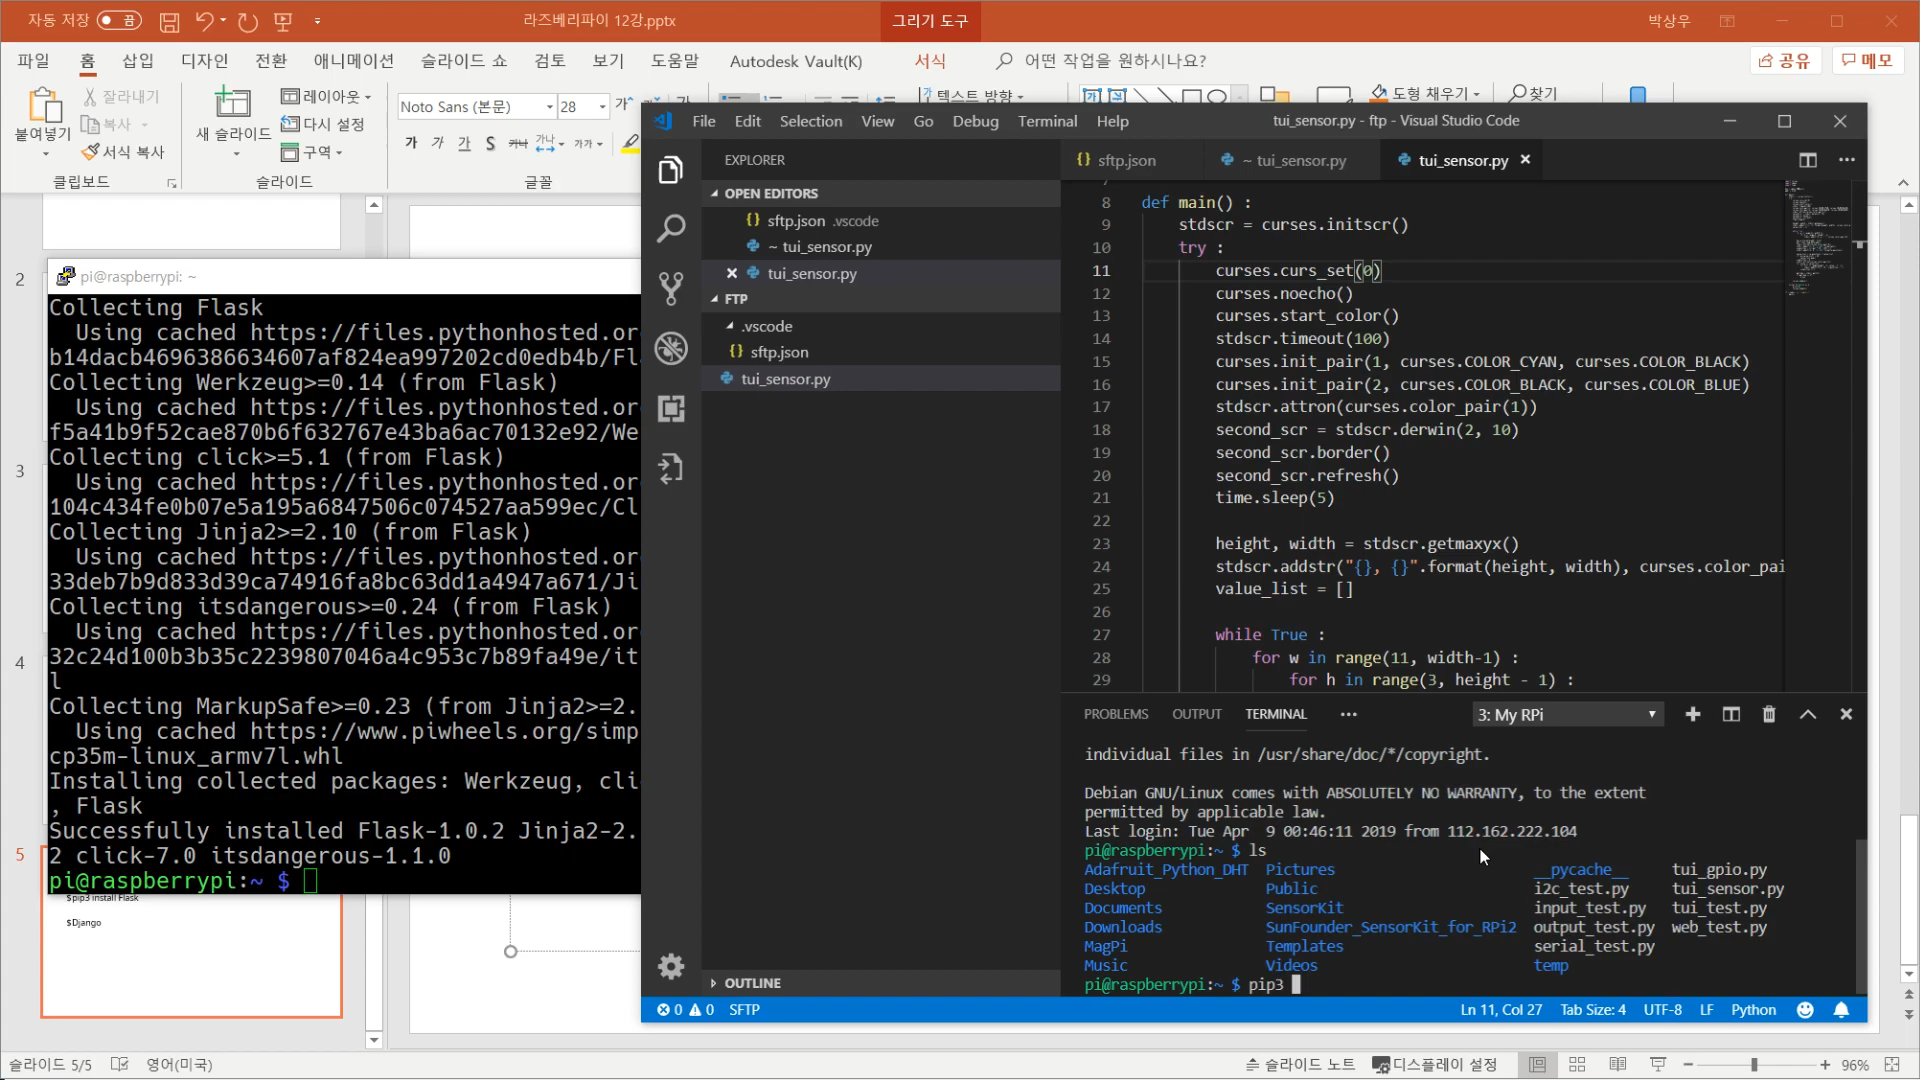 자동 저장 끔
라즈베리파이 12강.pptx
그리기 도구
박상우
파일 홈 삽입 디자인 전환 애니메이션 슬라이드 쇼 검토 보기 도움말 Autodesk Vault(K) 서식 어떤 작업을 원하시나요? 공유 메모
붙여넣기
잘라내기
복사
서식 복사
클립보드
새 슬라이드
레이아웃
다시 설정
구역
슬라이드
Noto Sans (본문) 28
글꼴
텍스트 방향
도형 채우기
찾기
2
3
4
5
pi@raspberrypi: ~
Collecting Flask
Using cached https://files.pythonhosted.or
b14dacb4696386634607af824ea997202cd0edb4b/Fl
Collecting Werkzeug>=0.14 (from Flask)
Using cached https://files.pythonhosted.or
f5a41b9f52cae870b6f632767e43ba6ac70132e92/We
Collecting click>=5.1 (from Flask)
Using cached https://files.pythonhosted.or
104c434fe0b07e5a195a6847506c074527aa599ec/Cl
Collecting Jinja2>=2.10 (from Flask)
Using cached https://files.pythonhosted.or
33deb7b9d833d39ca74916fa8bc63dd1a4947a671/Ji
Collecting itsdangerous>=0.24 (from Flask)
Using cached https://files.pythonhosted.or
32c24d100b3b35c2239807046a4c953c7b89fa49e/it
l
Collecting MarkupSafe>=0.23 (from Jinja2>=2.
Using cached https://www.piwheels.org/simp
cp35m-linux_armv7l.whl
Installing collected packages: Werkzeug, cli
, Flask
Successfully installed Flask-1.0.2 Jinja2-2.
2 click-7.0 itsdangerous-1.1.0
pi@raspberrypi:~ $
$pip3 install Flask
$Django
File Edit Selection View Go Debug Terminal Help
tui_sensor.py - ftp - Visual Studio Code
EXPLORER
OPEN EDITORS
{} sftp.json .vscode
~ tui_sensor.py
tui_sensor.py
FTP
.vscode
{} sftp.json
tui_sensor.py
OUTLINE
{} sftp.json
~ tui_sensor.py
tui_sensor.py
8 def main() :
9 stdscr = curses.initscr()
10 try :
11 curses.curs_set(0)
12 curses.noecho()
13 curses.start_color()
14 stdscr.timeout(100)
15 curses.init_pair(1, curses.COLOR_CYAN, curses.COLOR_BLACK)
16 curses.init_pair(2, curses.COLOR_BLACK, curses.COLOR_BLUE)
17 stdscr.attron(curses.color_pair(1))
18 second_scr = stdscr.derwin(2, 10)
19 second_scr.border()
20 second_scr.refresh()
21 time.sleep(5)
22
23 height, width = stdscr.getmaxyx()
24 stdscr.addstr("{}, {}".format(height, width), curses.color_pai
25 value_list = []
26
27 while True :
28 for w in range(11, width-1) :
29 for h in range(3, height - 1) :
PROBLEMS OUTPUT TERMINAL 3: My RPi
individual files in /usr/share/doc/*/copyright.
Debian GNU/Linux comes with ABSOLUTELY NO WARRANTY, to the extent
permitted by applicable law.
Last login: Tue Apr 9 00:46:11 2019 from 112.162.222.104
pi@raspberrypi:~ $ ls
Adafruit_Python_DHT Pictures __pycache__ tui_gpio.py
Desktop Public i2c_test.py tui_sensor.py
Documents SensorKit input_test.py tui_test.py
Downloads SunFounder_SensorKit_for_RPi2 output_test.py web_test.py
MagPi Templates serial_test.py
Music Videos temp
pi@raspberrypi:~ $ pip3
0 0 SFTP
Ln 11, Col 27 Tab Size: 4 UTF-8 LF Python
슬라이드 5/5 영어(미국)
슬라이드 노트 디스플레이 설정 96%